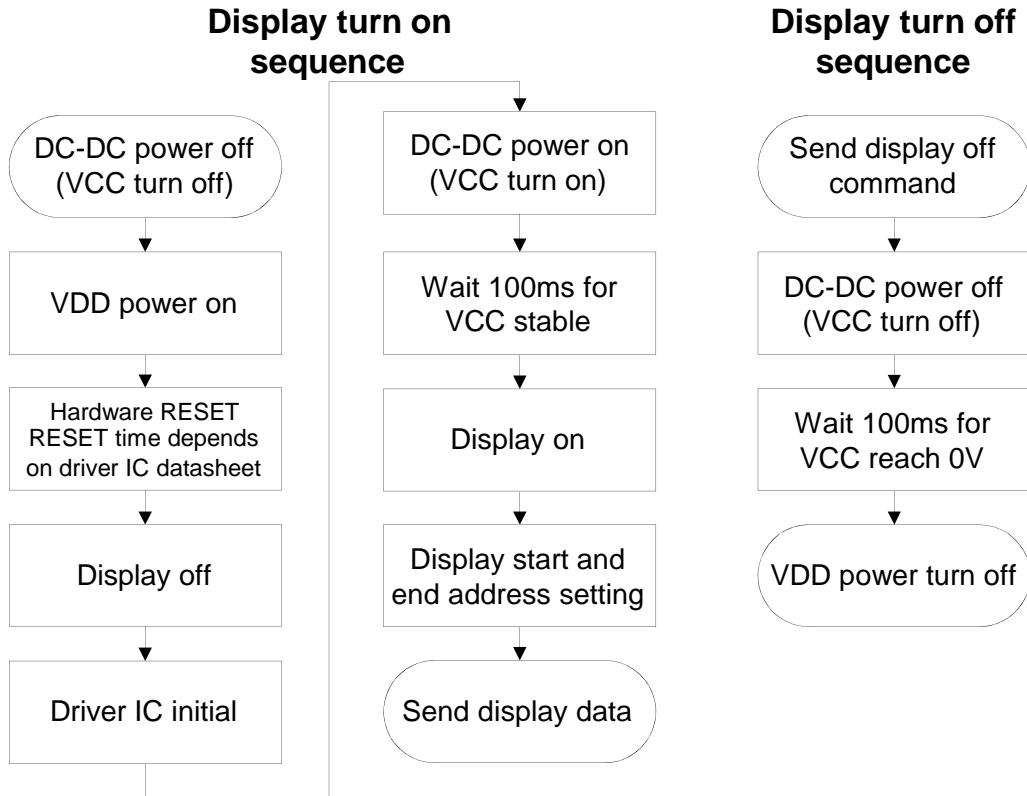 Display turn on
sequence
DC-DC power off
(VCC turn off)
VDD power on
Hardware RESET
RESET time depends
on driver IC datasheet
Display off
Driver IC initial
DC-DC power on
(VCC turn on)
Wait 100ms for
VCC stable
Display on
Display start and
end address setting
Send display data
Display turn off
sequence
Send display off
command
DC-DC power off
(VCC turn off)
Wait 100ms for
VCC reach 0V
VDD power turn off